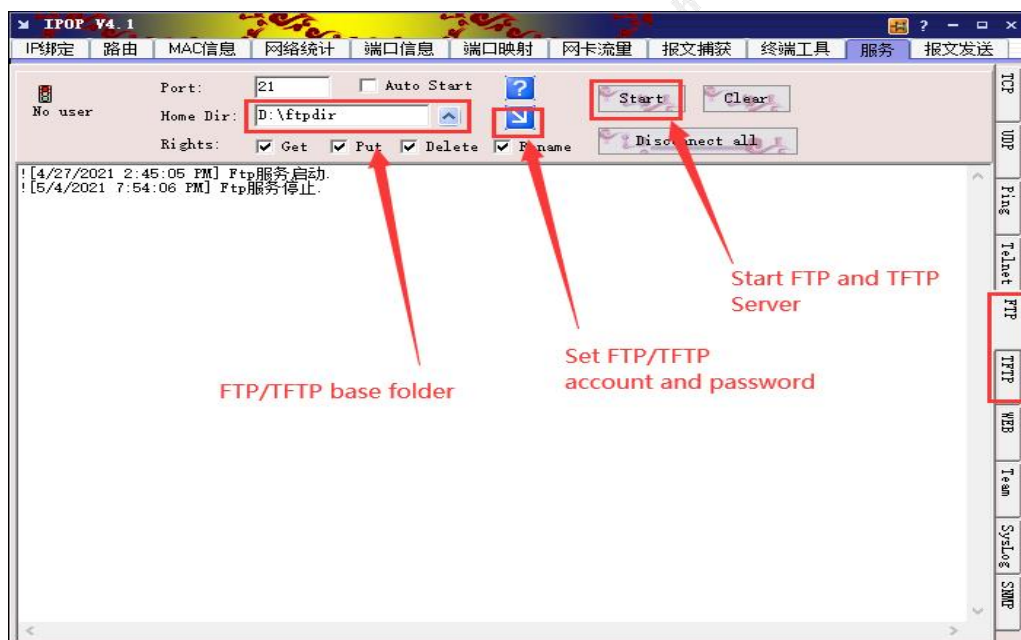 IPOP V4.1
IP绑定 路由 MAC信息 网络统计 端口信息 端口映射 网卡流量 报文捕获 终端工具 服务 报文发送
No user
Port: 21 Auto Start
Home Dir: D:\ftpdir
Rights: Get Put Delete Rename
Start Clear
Disconnect all
![4/27/2021 2:45:05 PM] Ftp服务启动.
![5/4/2021 7:54:06 PM] Ftp服务停止.
Start FTP and TFTP
Server
Set FTP/TFTP
account and password
FTP/TFTP base folder
TCP
UDP
Ping
Telnet
FTP
TFTP
WEB
Team
SysLog
SNMP